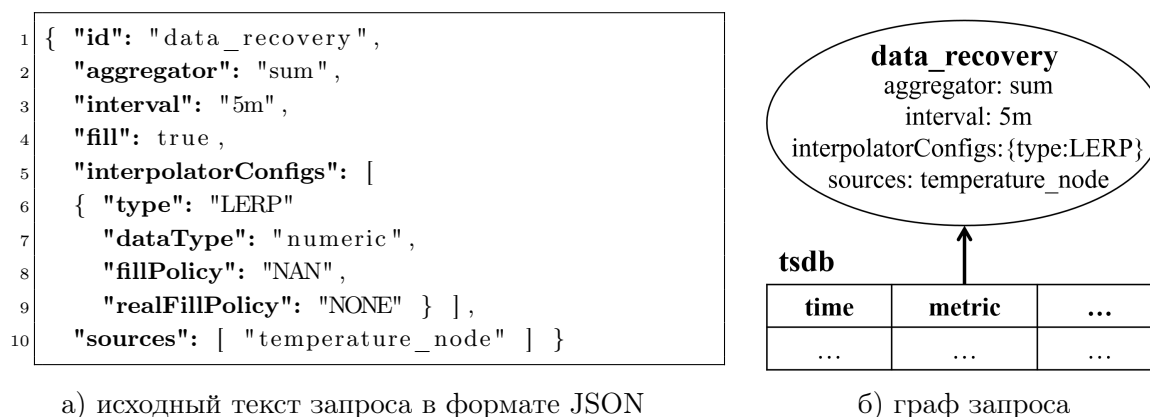 1 { "id": "data_recovery",
2 "aggregator": "sum",
3 "interval": "5m",
4 "fill": true,
5 "interpolatorConfigs": [
6 { "type": "LERP"
7 "dataType": "numeric",
8 "fillPolicy": "NAN",
9 "realFillPolicy": "NONE" } ],
10 "sources": [ "temperature_node" ] }
а) исходный текст запроса в формате JSON
data_recovery
aggregator: sum
interval: 5m
interpolatorConfigs:{type:LERP}
sources: temperature_node
tsdb
time metric ...
... ... ...
б) граф запроса